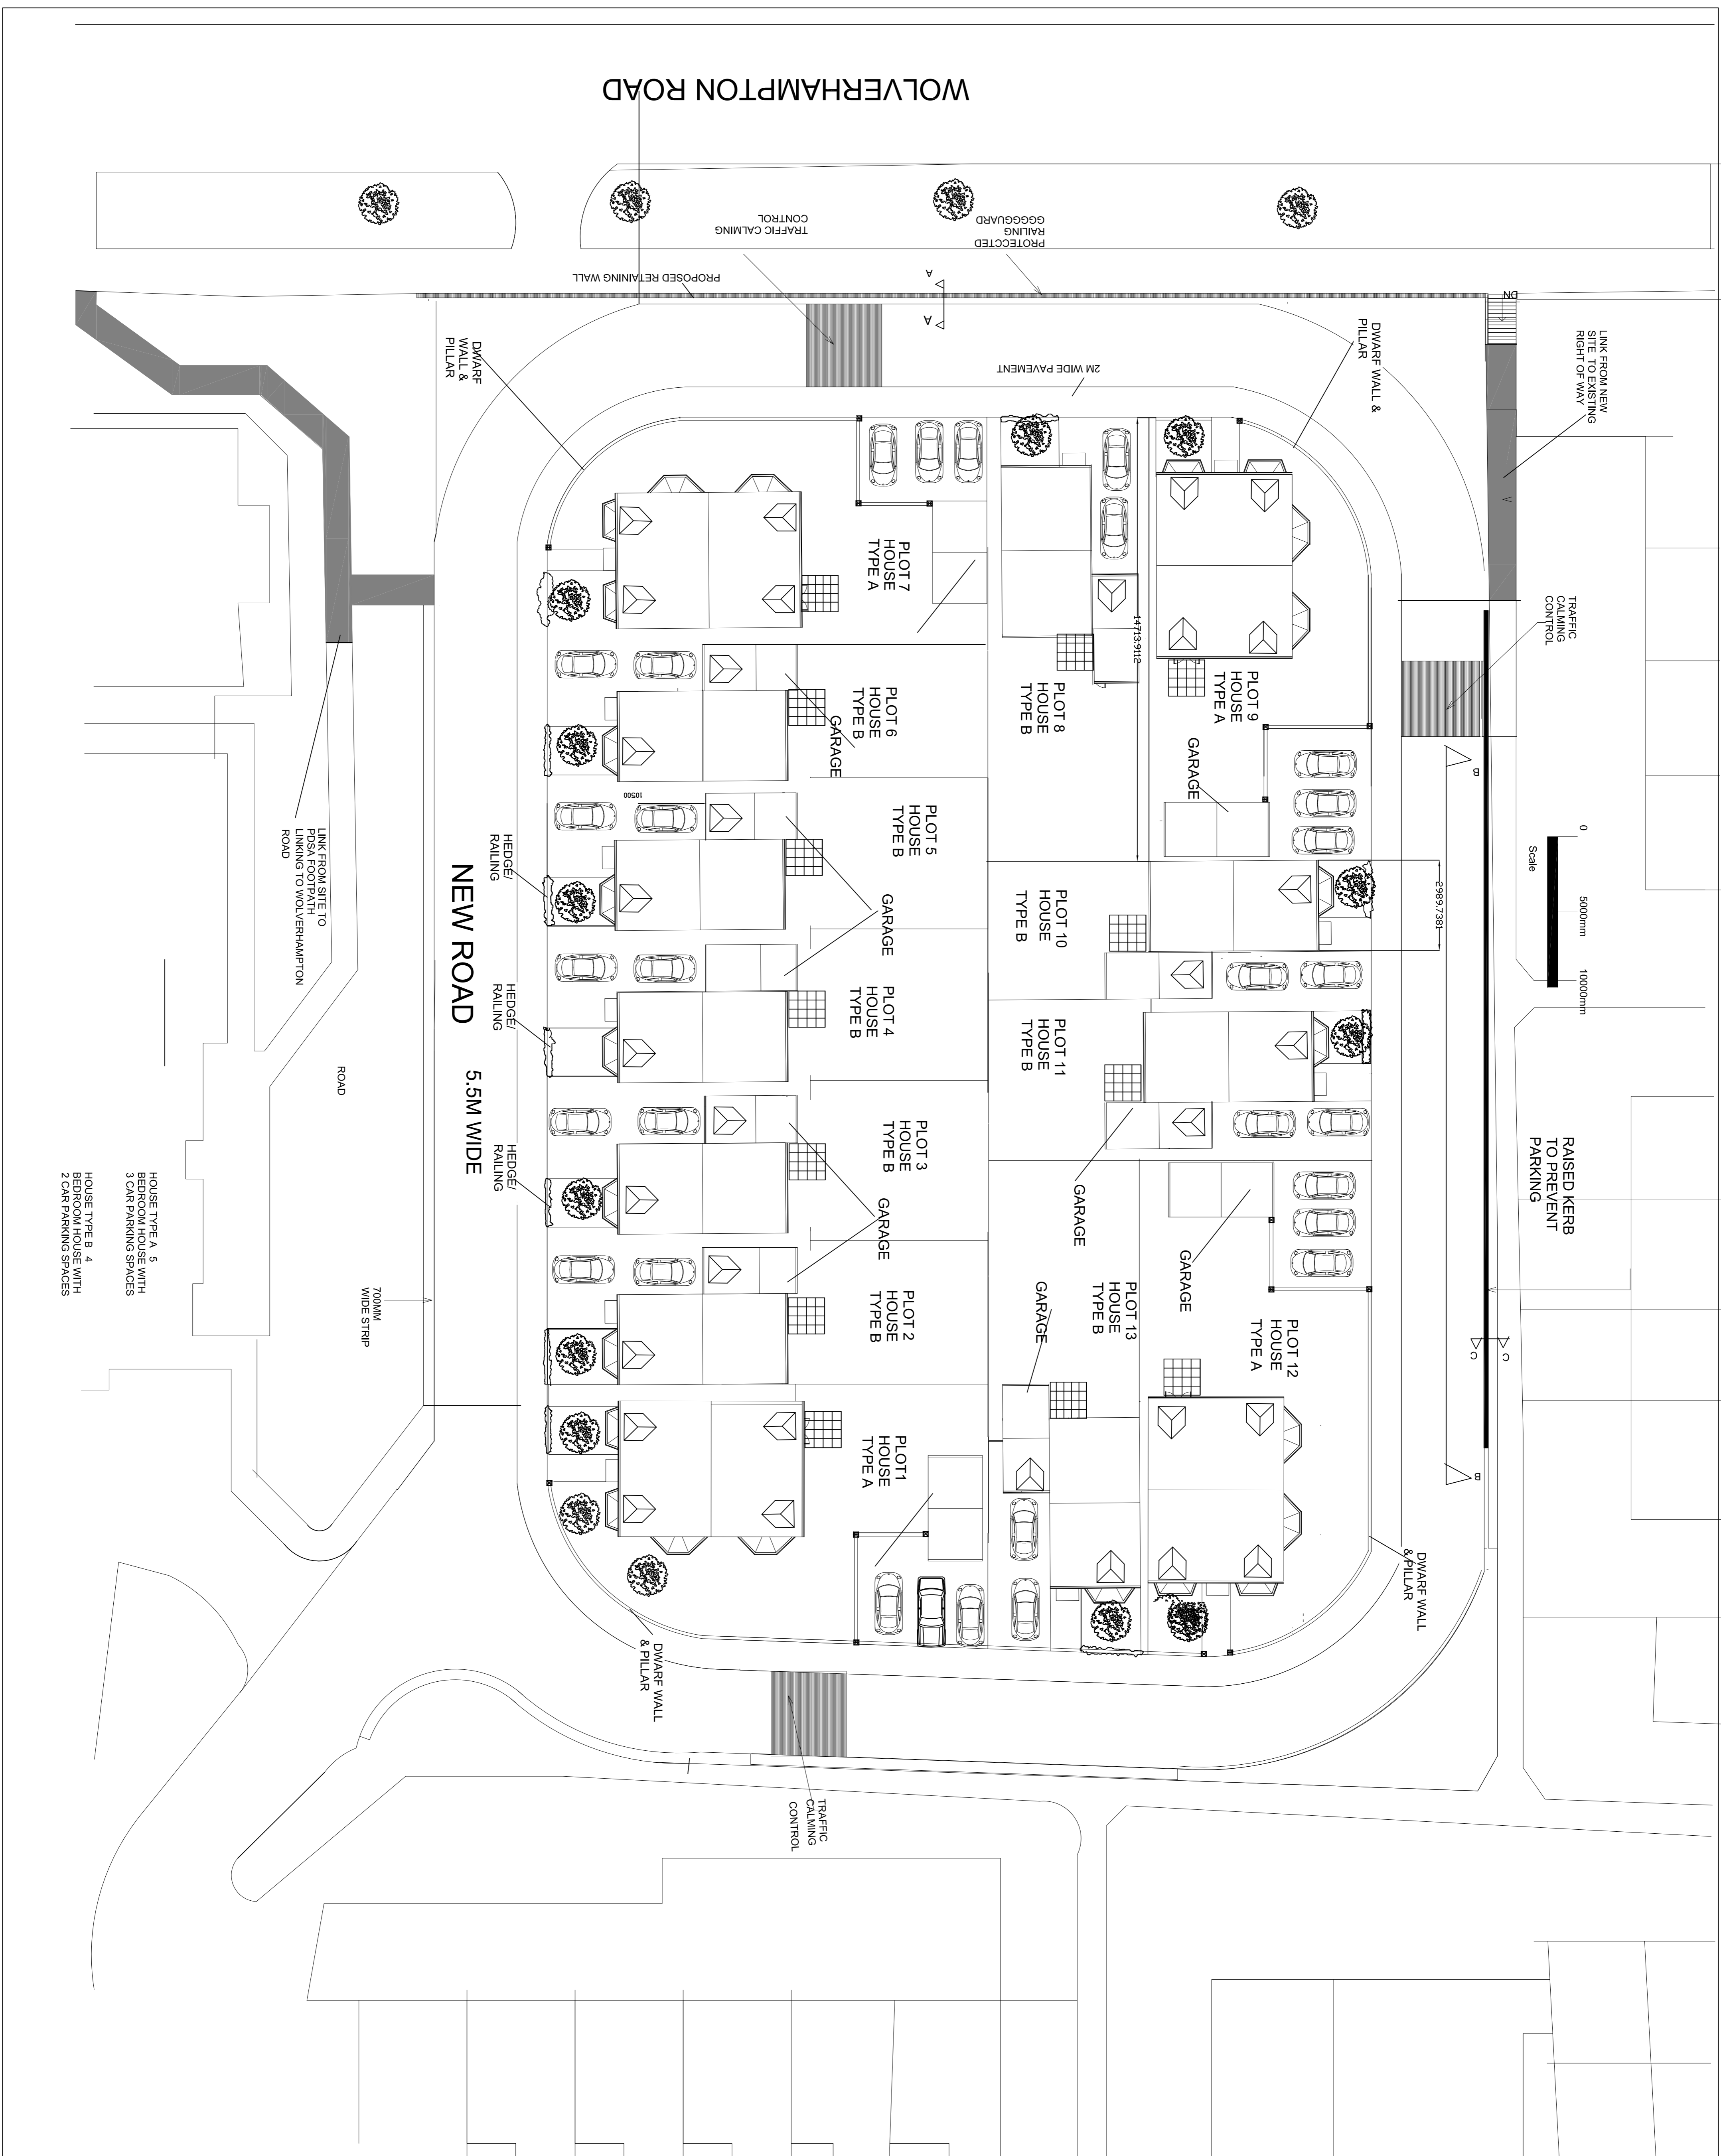 WOLVERHAMPTON ROAD
TRAFFIC CALMING
CONTROL
PROTECCTED
RAILING
GGGGGUARD
PROPOSED RETAINING WALL
A
A
DN
LINK FROM NEW
SITE TO EXISTING
RIGHT OF WAY
DWARF
WALL &
PILLAR
2M WIDE PAVEMENT
DWARF WALL &
PILLAR
PLOT 7
HOUSE
TYPE A
14713.9112
TRAFFIC
CALMING
CONTROL
PLOT 6
HOUSE
TYPE B
GARAGE
PLOT 8
HOUSE
TYPE B
PLOT 9
HOUSE
TYPE A
GARAGE
B
0
5000mm
10000mm
Scale
10500
PLOT 5
HOUSE
TYPE B
GARAGE
HEDGE/
RAILING
LINK FROM SITE TO
PDSA FOOTPATH
LINKING TO WOLVERHAMPTON
ROAD
NEW ROAD
5.5M WIDE
PLOT 10
HOUSE
TYPE B
2989.7381
HEDGE/
RAILING
PLOT 4
HOUSE
TYPE B
PLOT 11
HOUSE
TYPE B
ROAD
HEDGE/
RAILING
PLOT 3
HOUSE
TYPE B
GARAGE
GARAGE
RAISED KERB
TO PREVENT
PARKING
HOUSE TYPE A 5
BEDROOM HOUSE WITH
3 CAR PARKING SPACES
HOUSE TYPE B 4
BEDROOM HOUSE WITH
2 CAR PARKING SPACES
700MM
WIDE STRIP
PLOT 2
HOUSE
TYPE B
GARAGE
PLOT 13
HOUSE
TYPE B
GARAGE
PLOT 12
HOUSE
TYPE A
C
C
PLOT1
HOUSE
TYPE A
B
DWARF WALL
& PILLAR
DWARF WALL
& PILLAR
TRAFFIC
CALMING
CONTROL